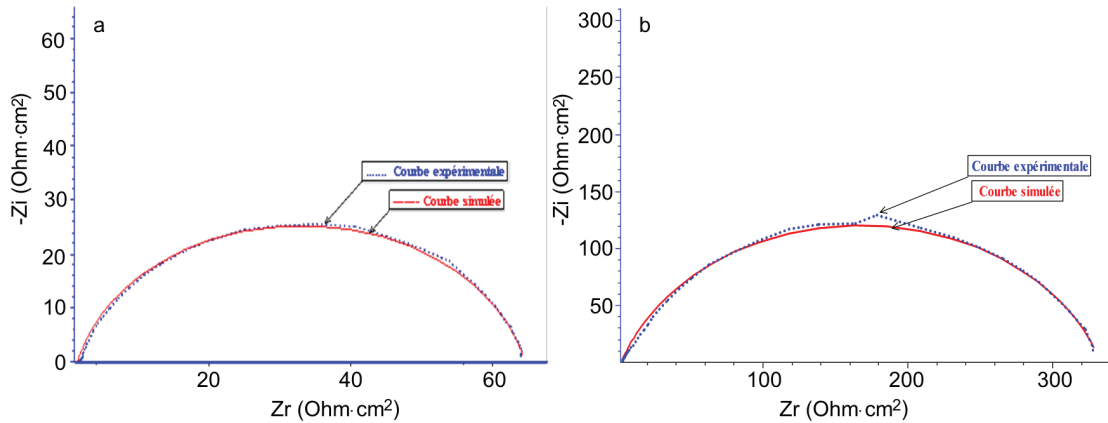 a
60
50
40
30
20
10
0
-Zi (Ohm·cm²)
20
40
60
Zr (Ohm·cm²)
...... Courbe expérimentale
Courbe simulée
b
300
250
200
150
100
50
-Zi (Ohm·cm²)
100
200
300
Zr (Ohm·cm²)
Courbe expérimentale
Courbe simulée